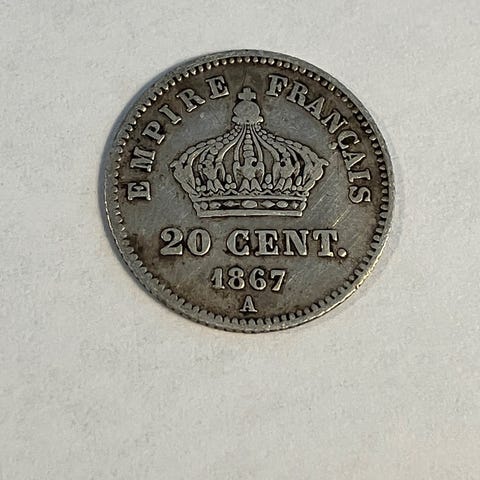 EMPIRE FRANÇAIS
20 CENT.
1867
A